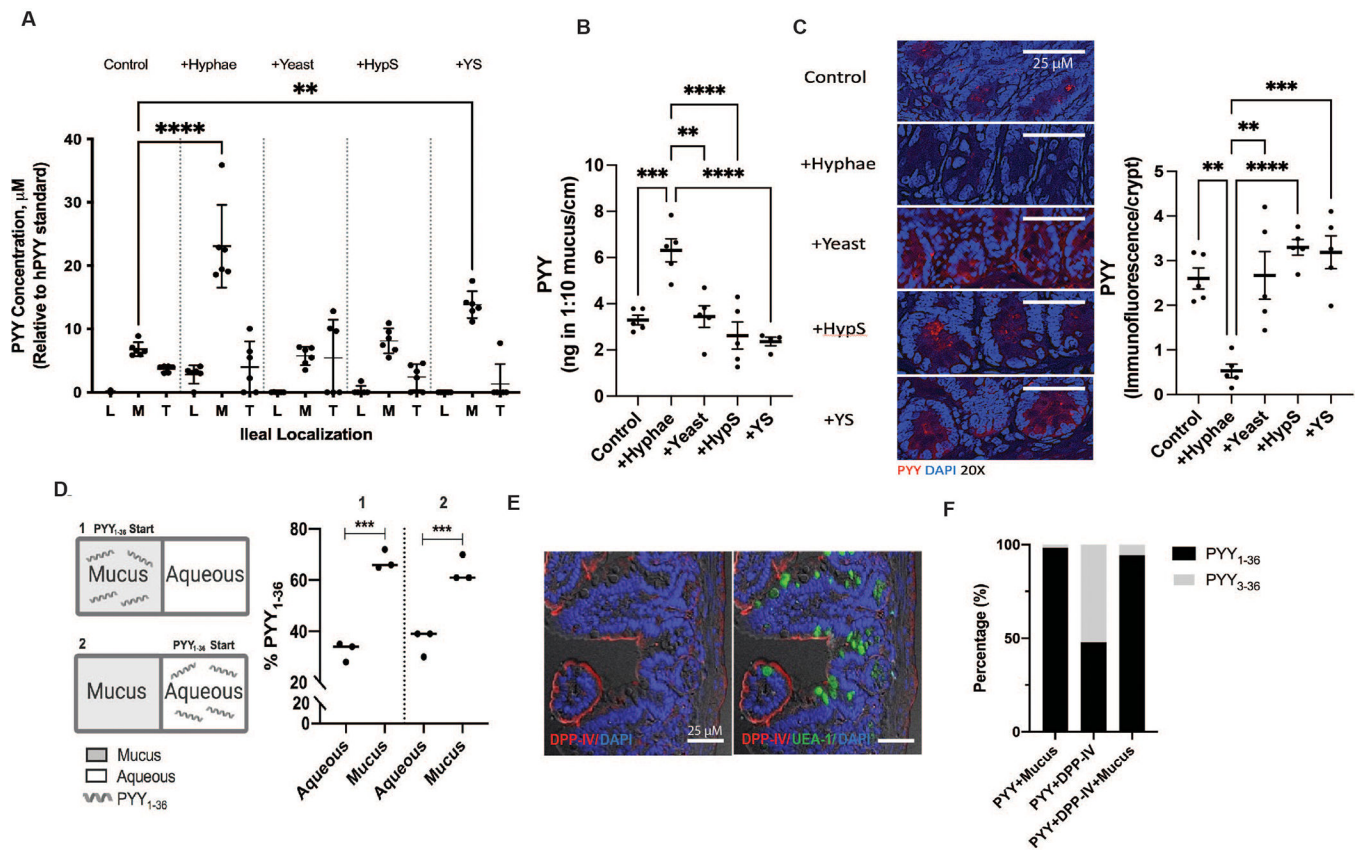 A
Control +Hyphae +Yeast +HypS +YS
**
****
PYY Concentration, µM
(Relative to hPYY standard)
40
30
20
10
0
L M T L M T L M T L M T L M T
Ileal Localization
B
****
**
***
****
PYY
(ng in 1:10 mucus/cm)
10
8
6
4
2
0
Control
+Hyphae
+Yeast
+HypS
+YS
C
Control
+Hyphae
+Yeast
+HypS
+YS
25 µM
PYY DAPI 20X
***
**
**
****
PYY
(Immunofluorescence/crypt)
5
4
3
2
1
0
Control
+Hyphae
+Yeast
+HypS
+YS
D
1 PYY1-36 Start
Mucus Aqueous
2 PYY1-36 Start
Mucus Aqueous
Mucus
Aqueous
PYY1-36
1 2
*** ***
% PYY1-36
80
60
40
20
20
0
Aqueous
Mucus
Aqueous
Mucus
E
DPP-IV/DAPI
25 µM
DPP-IV/UEA-1/DAPI
F
Percentage (%)
100
50
0
PYY+Mucus
PYY+DPP-IV
PYY+DPP-IV+Mucus
PYY1-36
PYY3-36